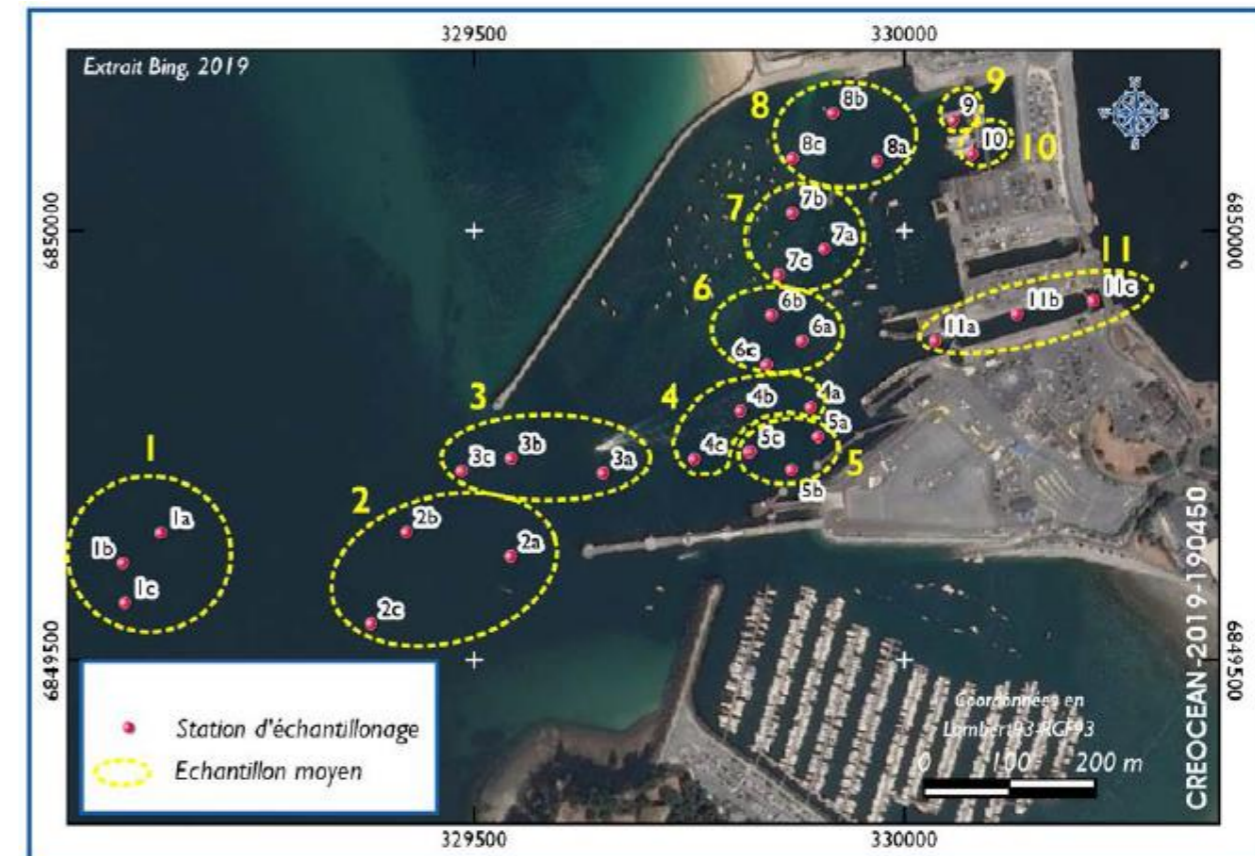 329500 330000
Extrait Bing, 2019
8 8b 9
9
8c 8a 10 10
7 7b
6850000 7a 6850000
7c 11
6 6b 11b 11c
6a 11a
6c
3 4 4b 4a
3b 5a
3c 3a 4c 5c
1 5b 5
2 2b
1a 2a
1b
1c
2c
6849500 6849500
Station d'échantillonage
Echantillon moyen
Coordonnées en
Lambert93-RGF93
0 100 200 m
CREOCEAN-2019-190450
329500 330000
N
E
S